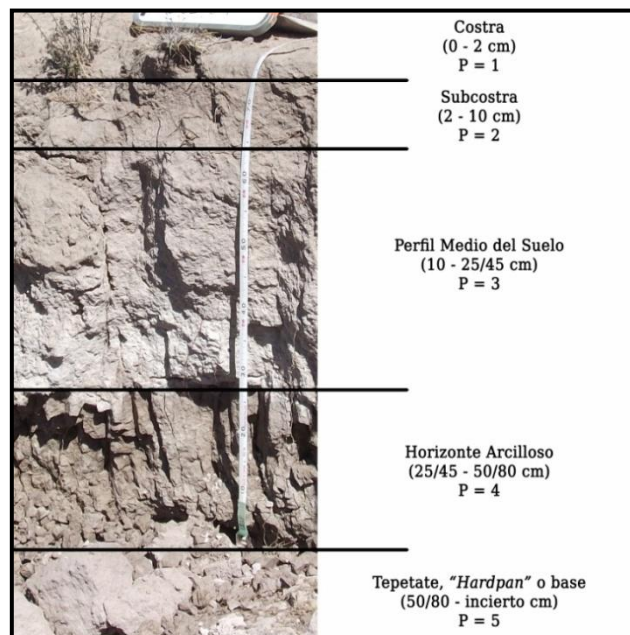 Costra
(0 - 2 cm)
P = 1
Subcostra
(2 - 10 cm)
P = 2
Perfil Medio del Suelo
(10 - 25/45 cm)
P = 3
Horizonte Arcilloso
(25/45 - 50/80 cm)
P = 4
Tepetate, “Hardpan” o base
(50/80 - incierto cm)
P = 5